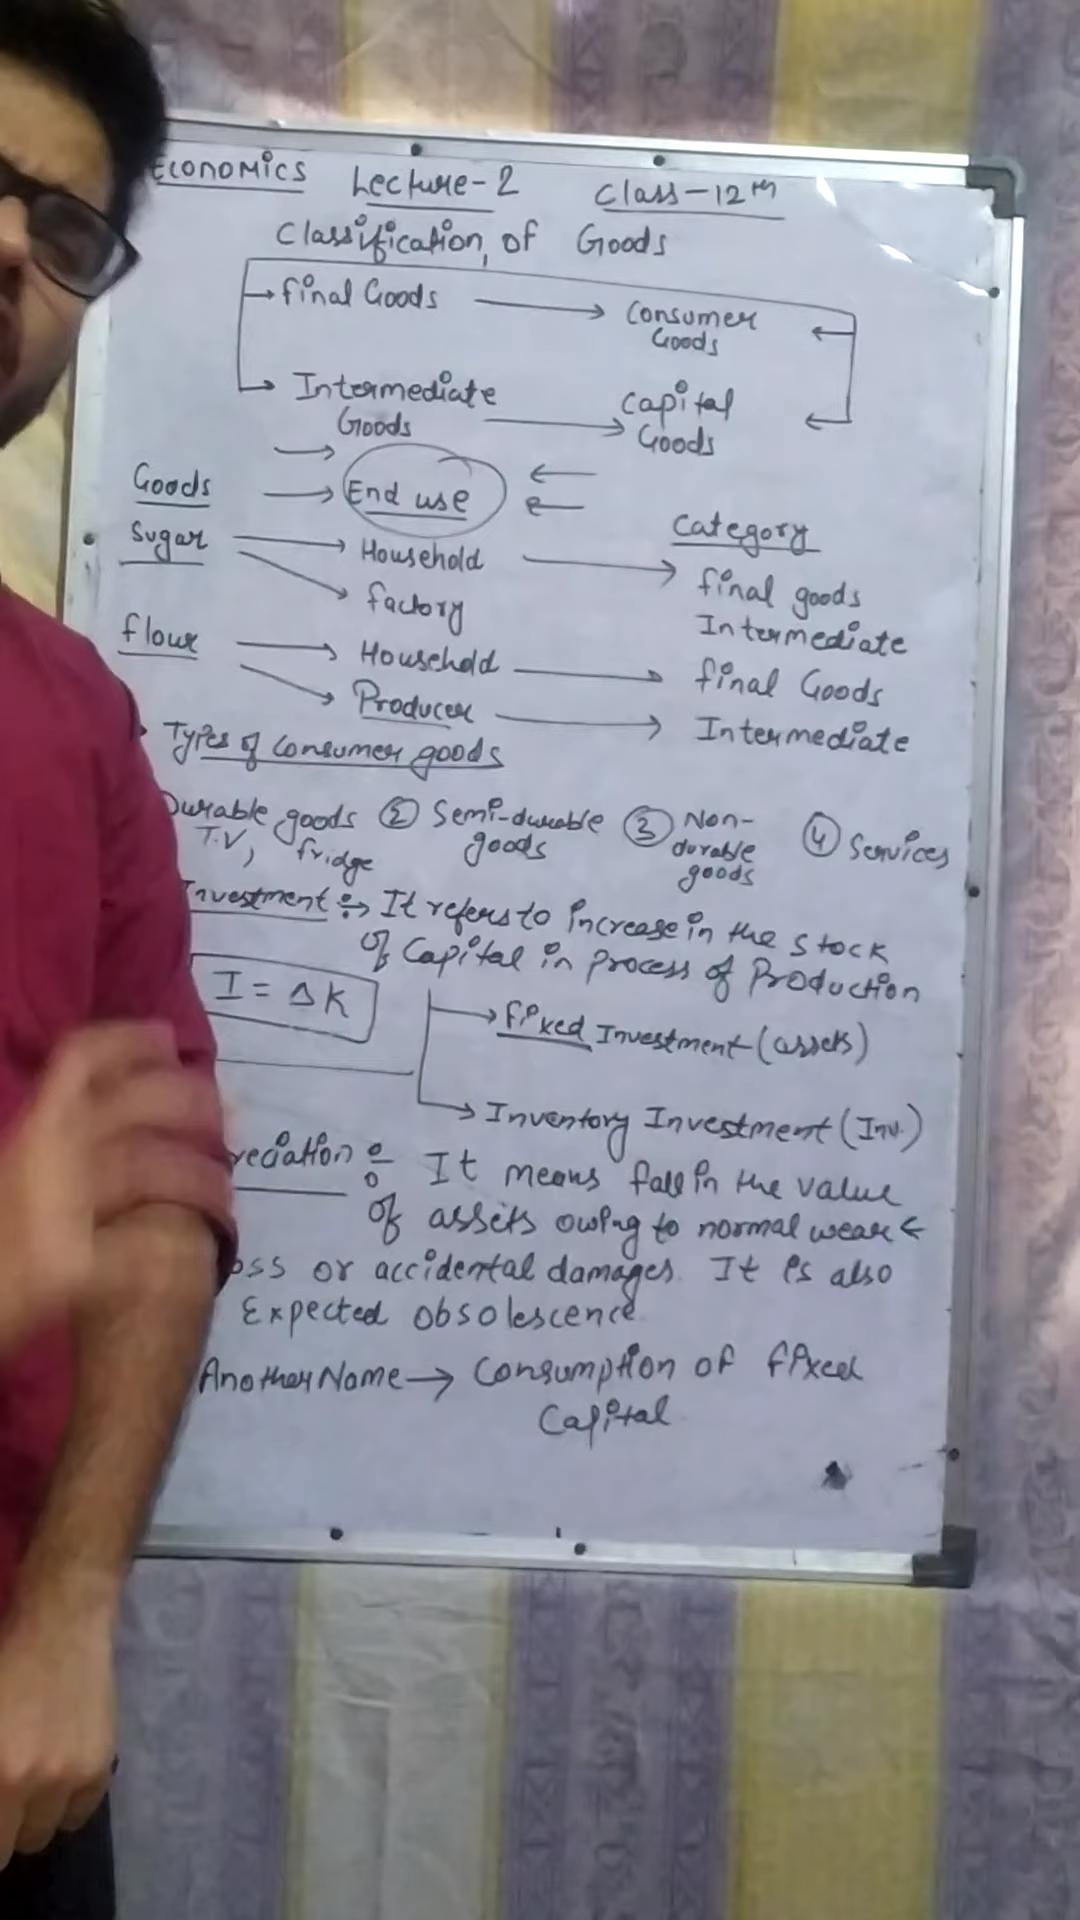 Economics Lecture-2 Class-12th
Classification of Goods
final Goods → Consumer Goods
Intermediate Goods → Capital Goods
Goods → End use
Category
Sugar → Household → final goods
factory Intermediate
flour → Household → final Goods
Producer → Intermediate
Types of Consumer goods
Durable goods ② Semi-durable goods ③ Non-durable goods ④ Services
T.V, fridge
Investment :→ It refers to increase in the stock
of Capital in process of Production
I = ΔK
→ fixed Investment (assets)
→ Inventory Investment (Inv.)
reciation : It means fall in the value
of assets owing to normal wear &
oss or accidental damages. It is also
Expected obsolescence.
Another Name → Consumption of fixed
Capital